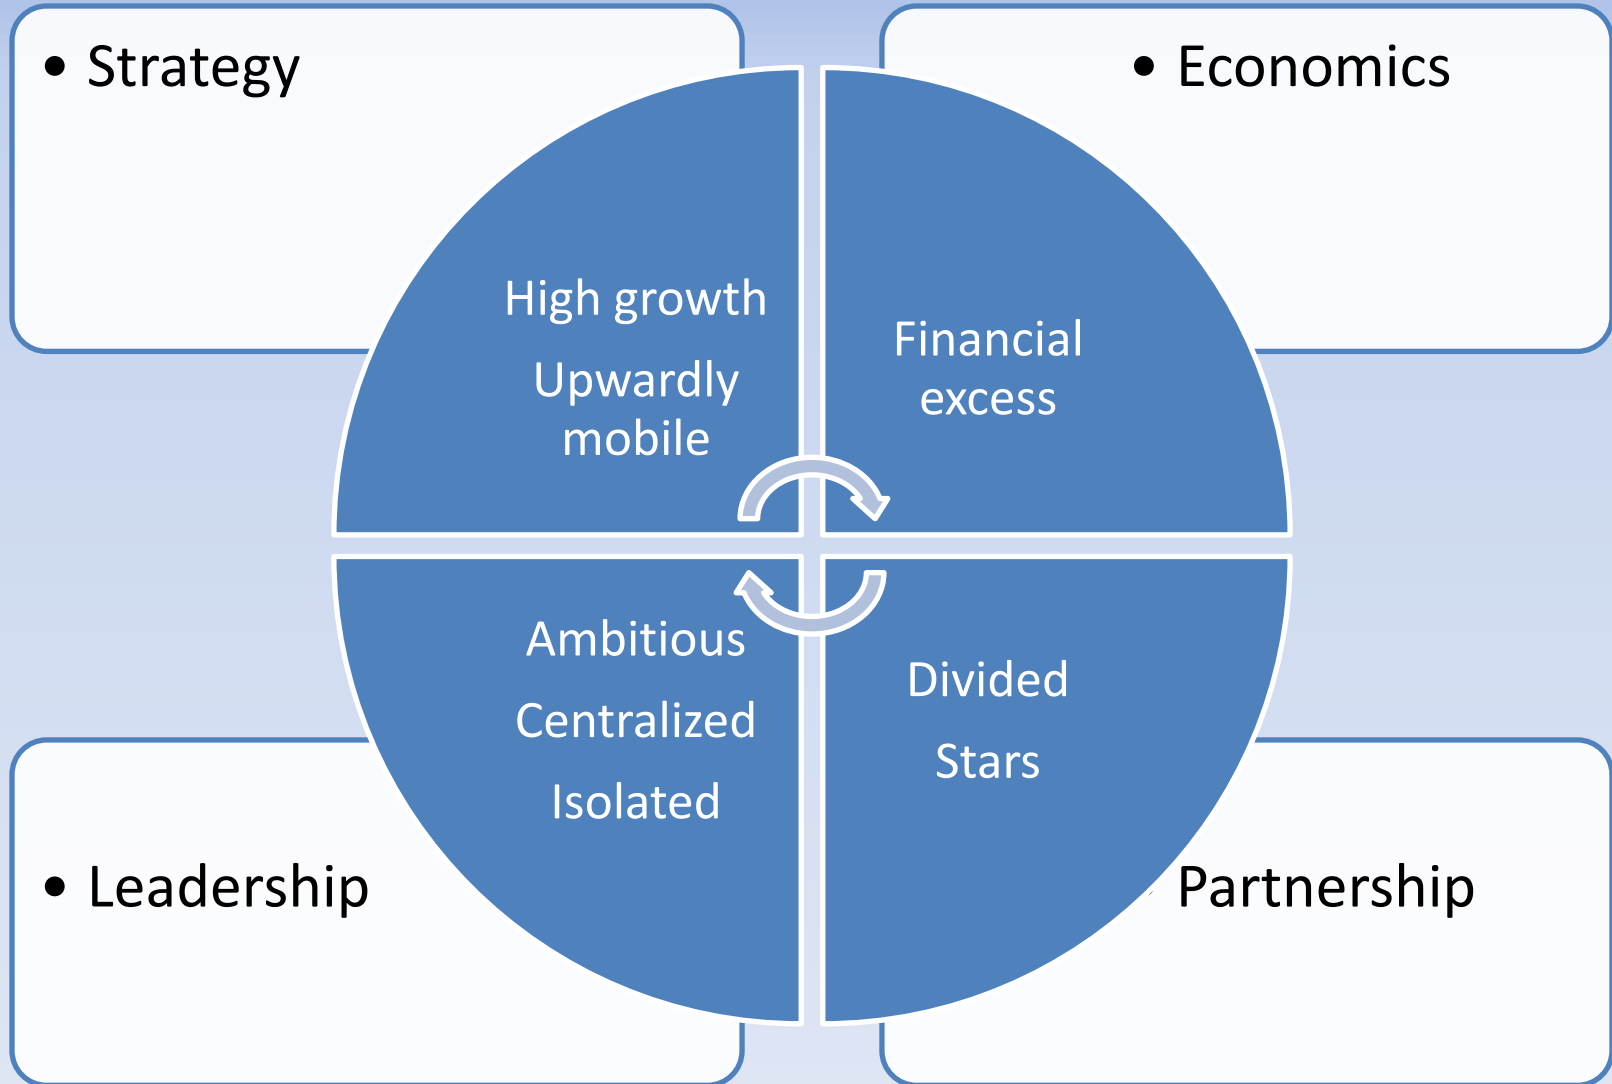 • Strategy
• Economics
High growth
Upwardly
mobile
Financial
excess
Ambitious
Centralized
Isolated
Divided
Stars
• Leadership
Partnership